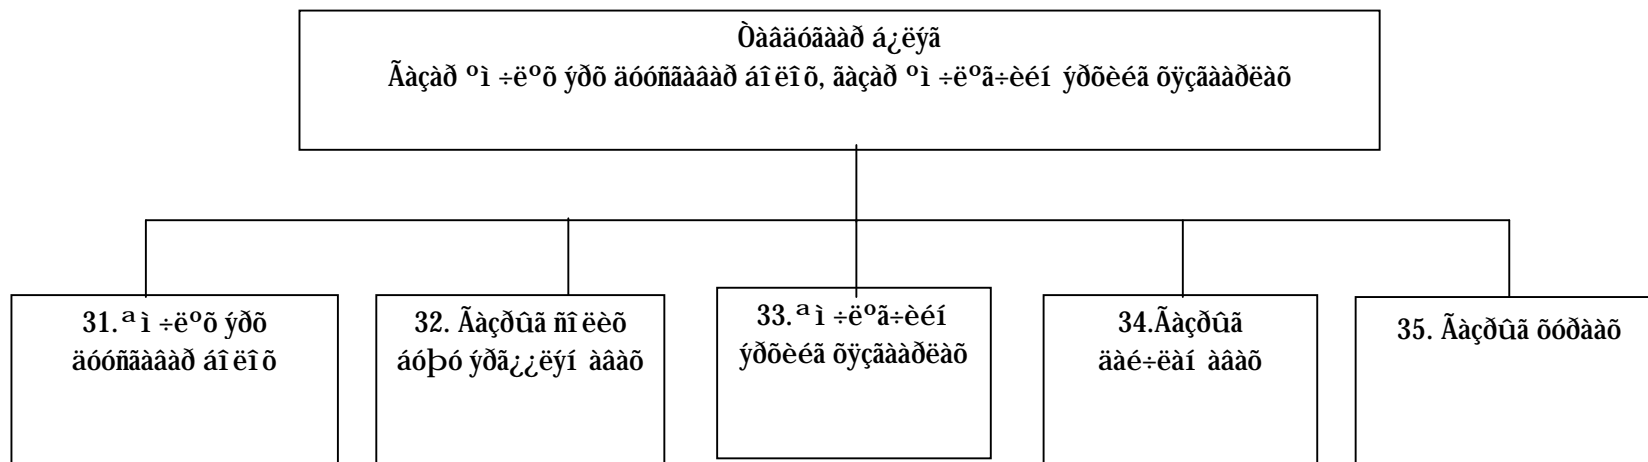 Òàâäóãààð á¿ëýã
Ãàçàð ºì÷ëºõ ýðõ äóóñãàâàð áîëîõ, ãàçàð ºì÷ëºã÷èéí ýðõèéã õÿçãààðëàõ
31.ªì÷ëºõ ýðõ
äóóñãàâàð áîëîõ
32. Ãàçðûã ñîëèõ
áóþó ýðã¿¿ëýí àâàõ
33.ªì÷ëºã÷èéí
ýðõèéã õÿçãààðëàõ
34.Ãàçðûã
äàé÷ëàí àâàõ
35. Ãàçðûã õóðààõ